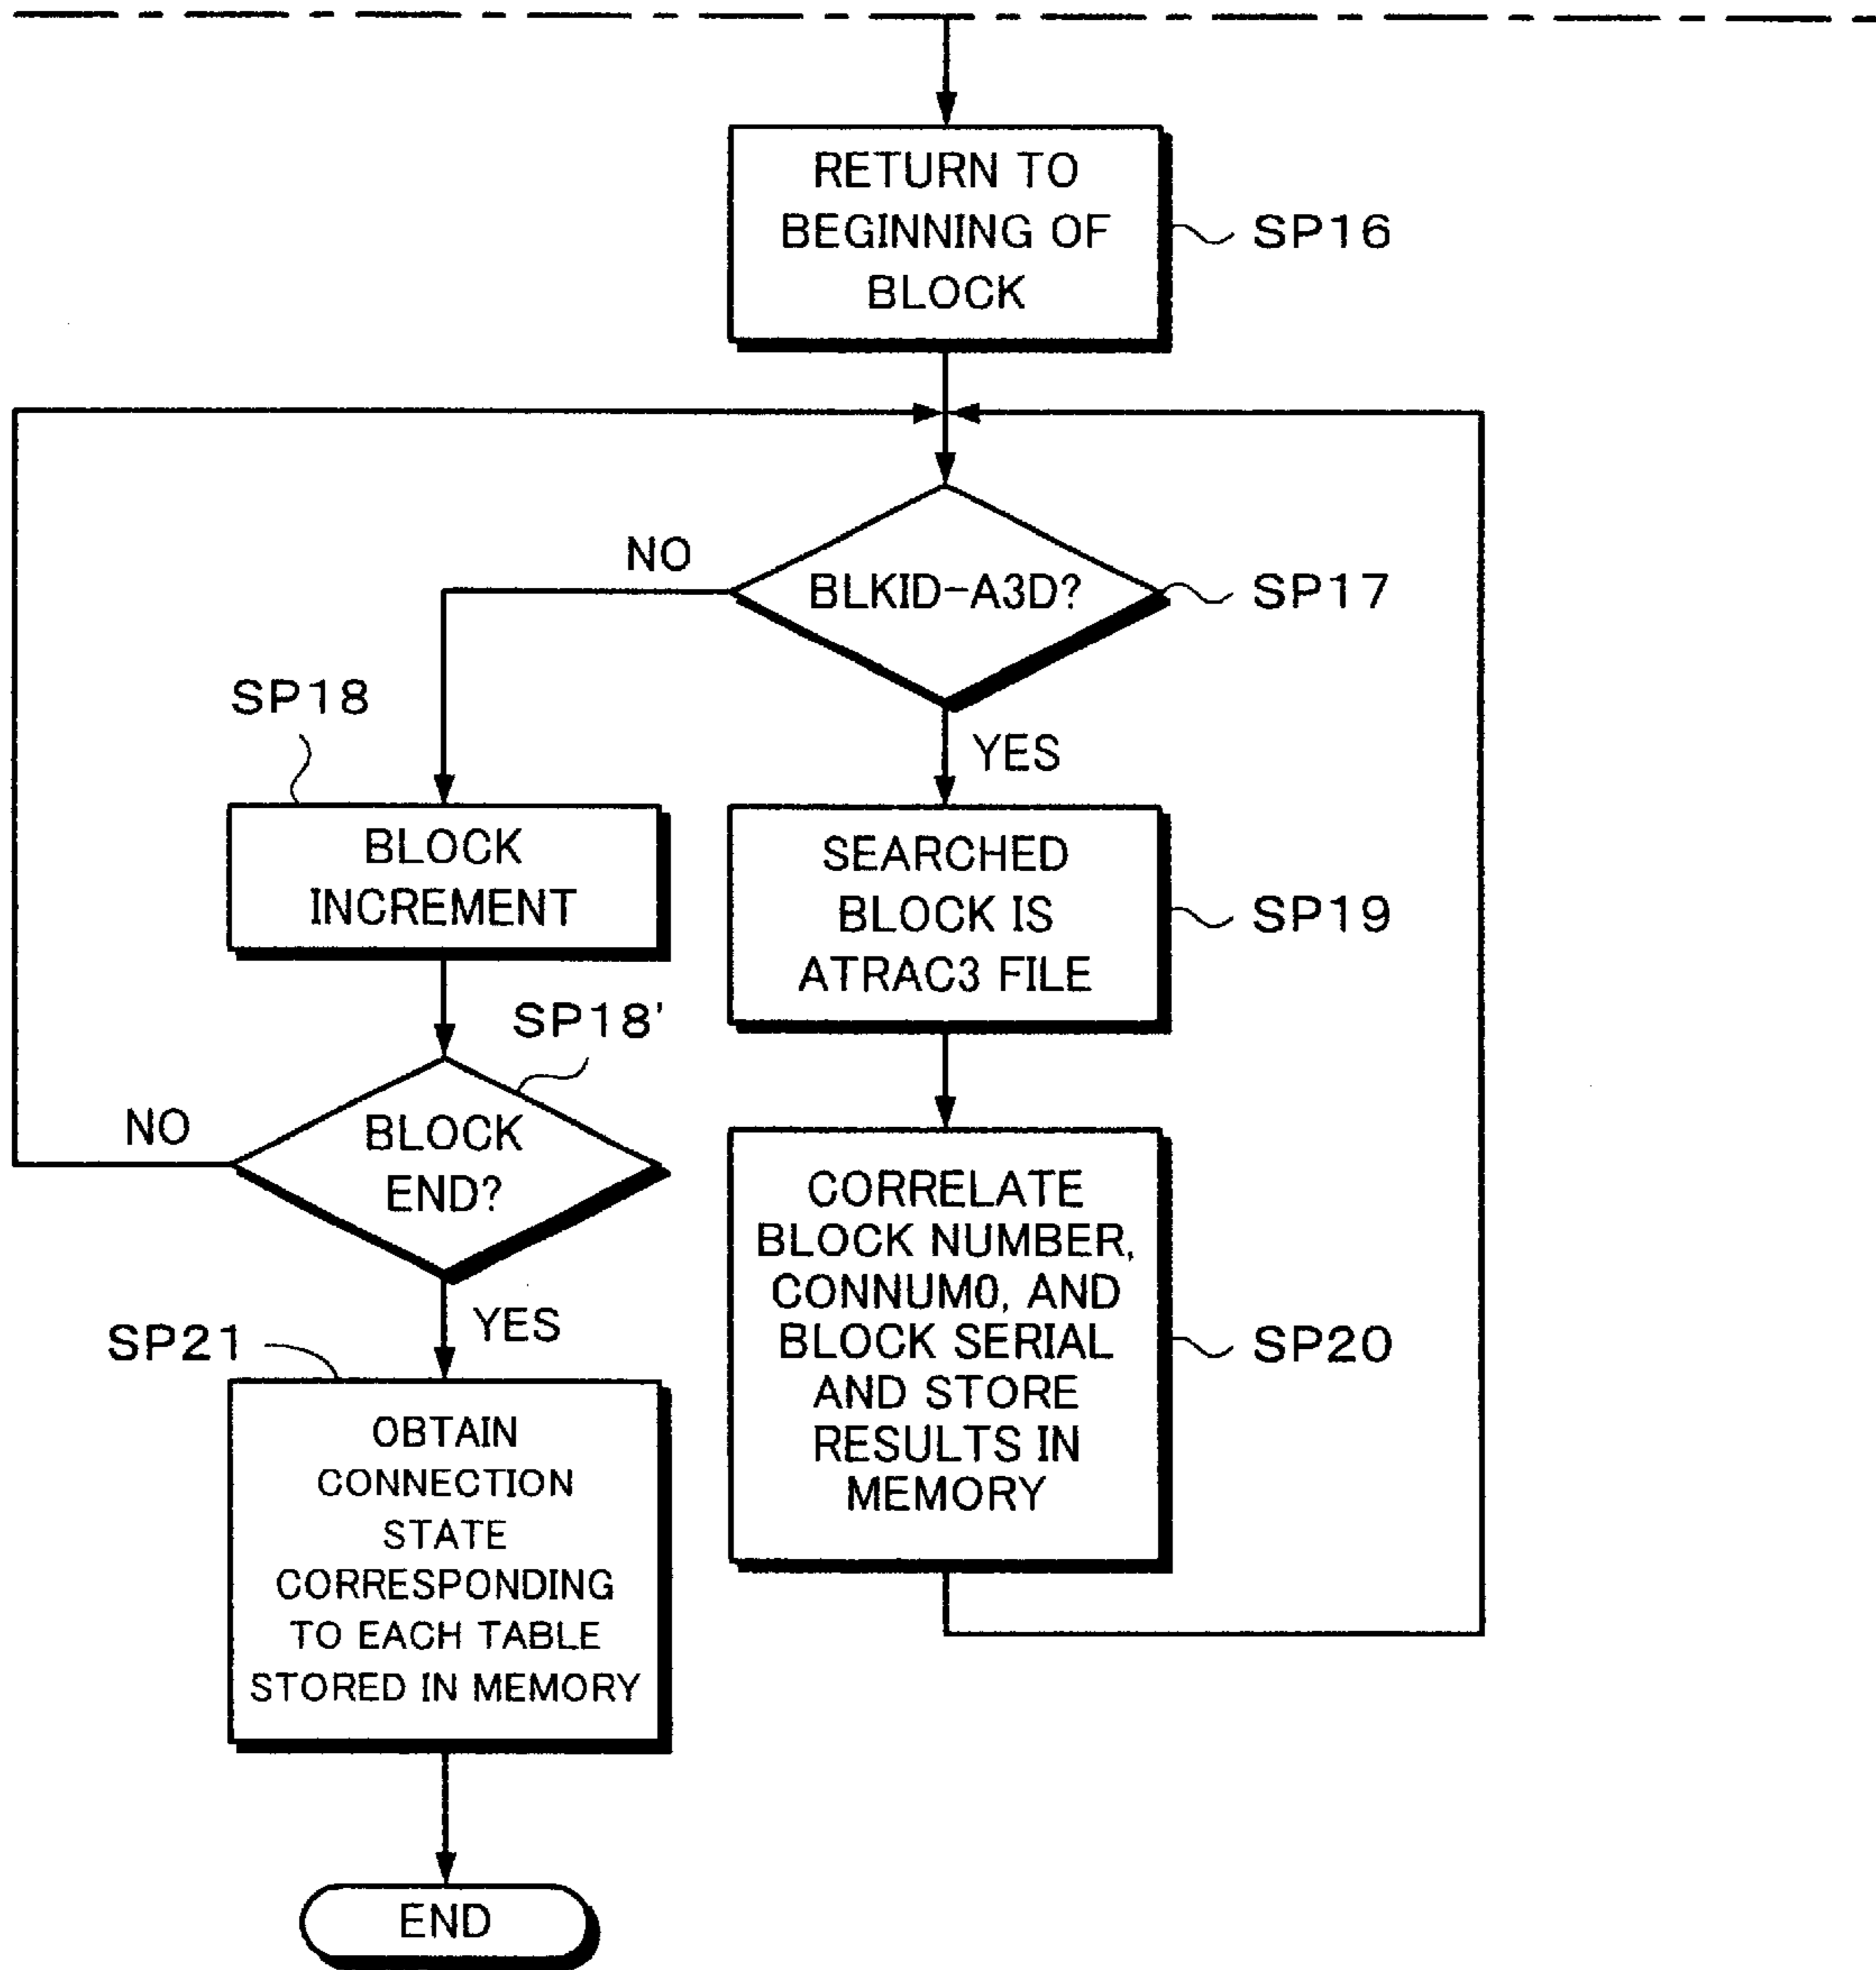 RETURN TO
BEGINNING OF
BLOCK
SP16
NO
BLKID-A3D?
SP17
YES
SP18
BLOCK
INCREMENT
SEARCHED
BLOCK IS
ATRAC3 FILE
SP19
SP18'
NO
BLOCK
END?
YES
CORRELATE
BLOCK NUMBER,
CONNUM0, AND
BLOCK SERIAL
AND STORE
RESULTS IN
MEMORY
SP20
SP21
OBTAIN
CONNECTION
STATE
CORRESPONDING
TO EACH TABLE
STORED IN MEMORY
END